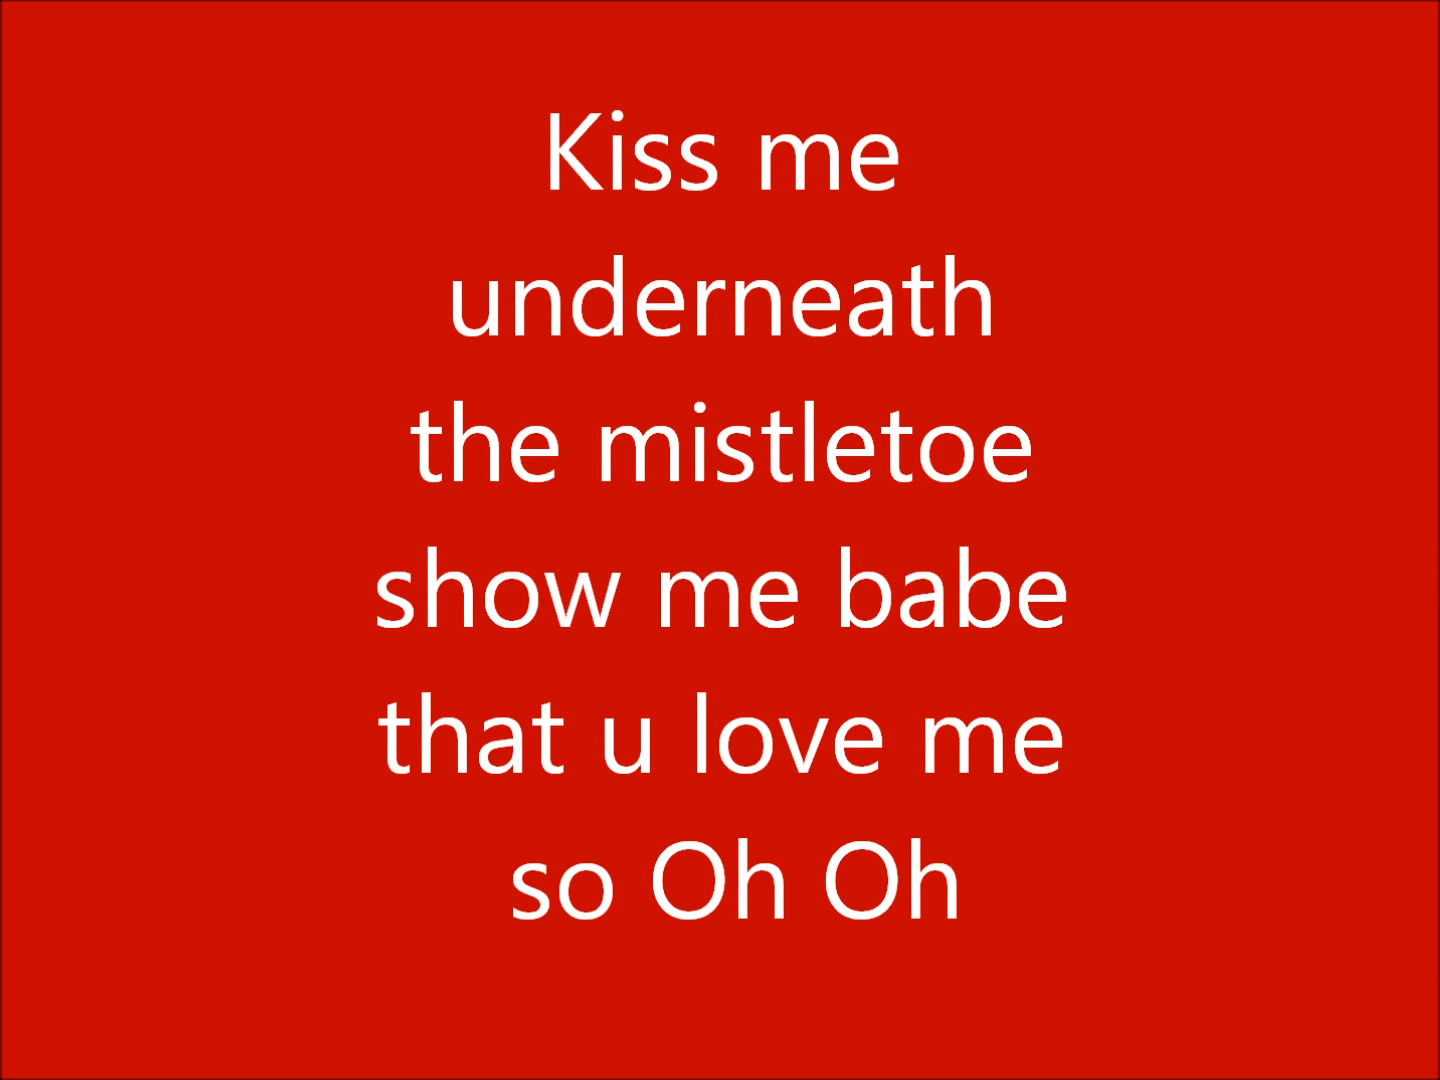 Kiss me
underneath
the mistletoe
show me babe
that u love me
so Oh Oh